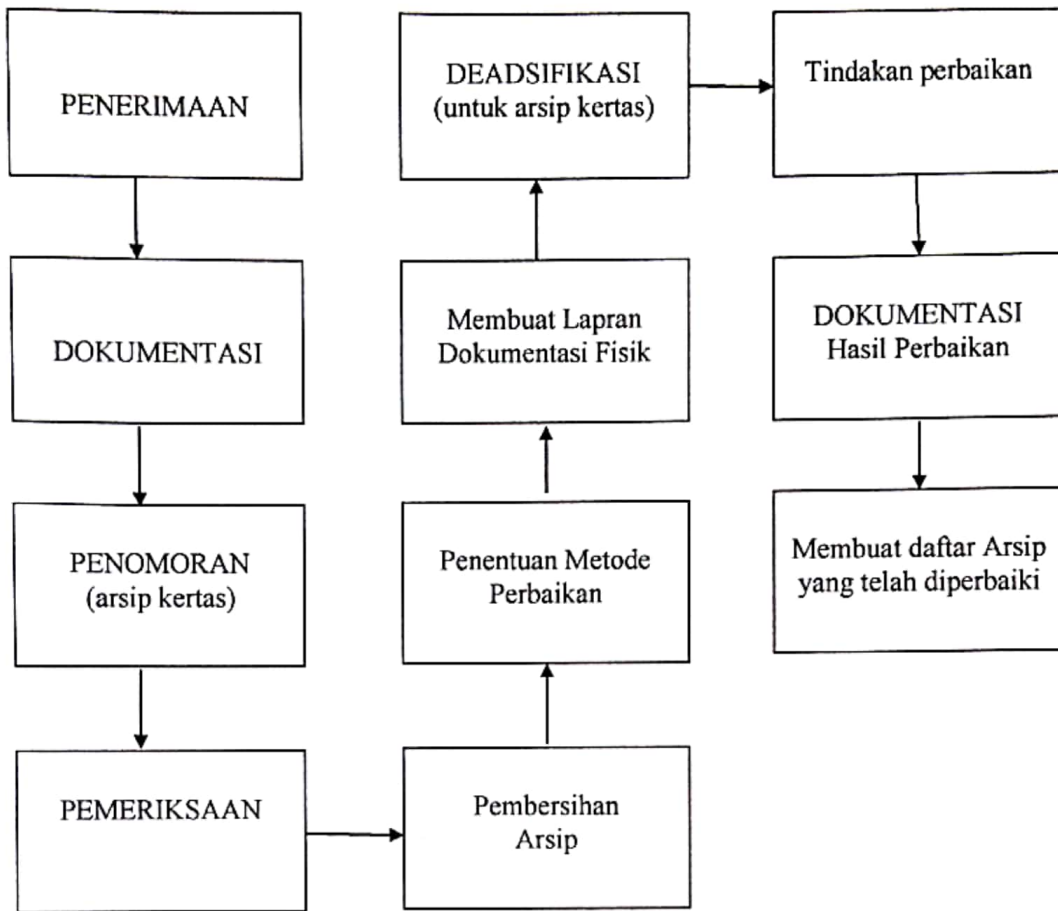 PENERIMAAN
DOKUMENTASI
PENOMORAN
(arsip kertas)
PEMERIKSAAN
Pembersihan
Arsip
Penentuan Metode
Perbaikan
Membuat Lapran
Dokumentasi Fisik
DEADSIFIKASI
(untuk arsip kertas)
Tindakan perbaikan
DOKUMENTASI
Hasil Perbaikan
Membuat daftar Arsip
yang telah diperbaiki